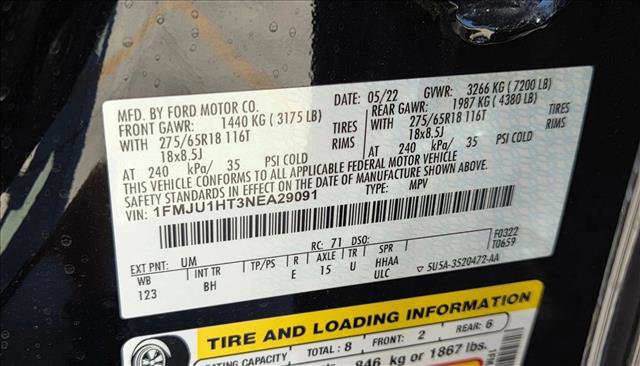 MFD. BY FORD MOTOR CO.
DATE: 05/22 GVWR: 3266 KG (7200 LB)
FRONT GAWR: 1440 KG (3175 LB)
REAR GAWR: 1987 KG (4380 LB)
WITH 275/65R18 116T TIRES
WITH 275/65R18 116T TIRES
18x8.5J RIMS
18x8.5J RIMS
AT 240 kPa/ 35 PSI COLD
AT 240 kPa/ 35 PSI COLD
THIS VEHICLE CONFORMS TO ALL APPLICABLE FEDERAL MOTOR VEHICLE
SAFETY STANDARDS IN EFFECT ON THE DATE OF MANUFACTURE SHOWN ABOVE.
VIN: 1FMJU1HT3NEA29091
TYPE: MPV
EXT PNT: UM RC: 71 DSO: F0322
WB INT TR TP/PS R AXLE TR SPR T0659
123 BH E 15 U HHAA
ULC ▽ 5U5A-3520472-AA
TIRE AND LOADING INFORMATION
SEATING CAPACITY TOTAL: 8 FRONT: 2 REAR: 6
846 kg or 1867 lbs.